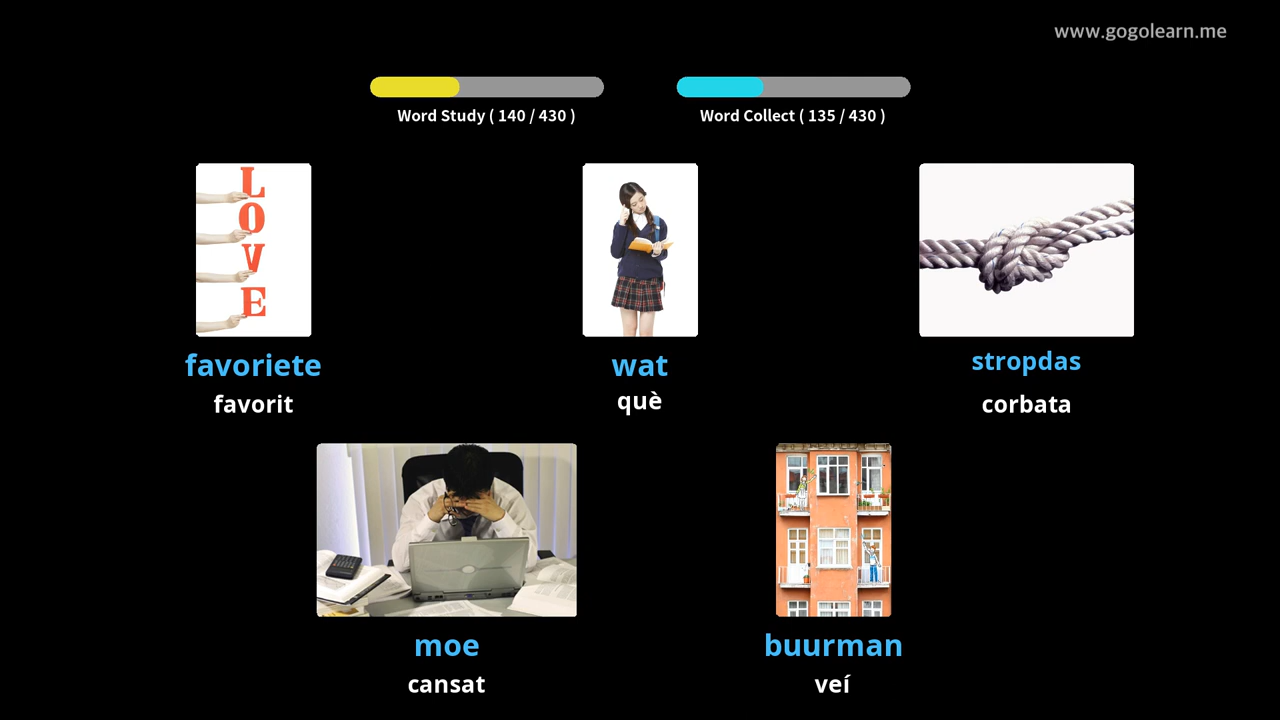 www.gogolearn.me
Word Study ( 140 / 430 )
Word Collect ( 135 / 430 )
LOVE
favoriete
favorit
wat
què
stropdas
corbata
moe
cansat
buurman
veí